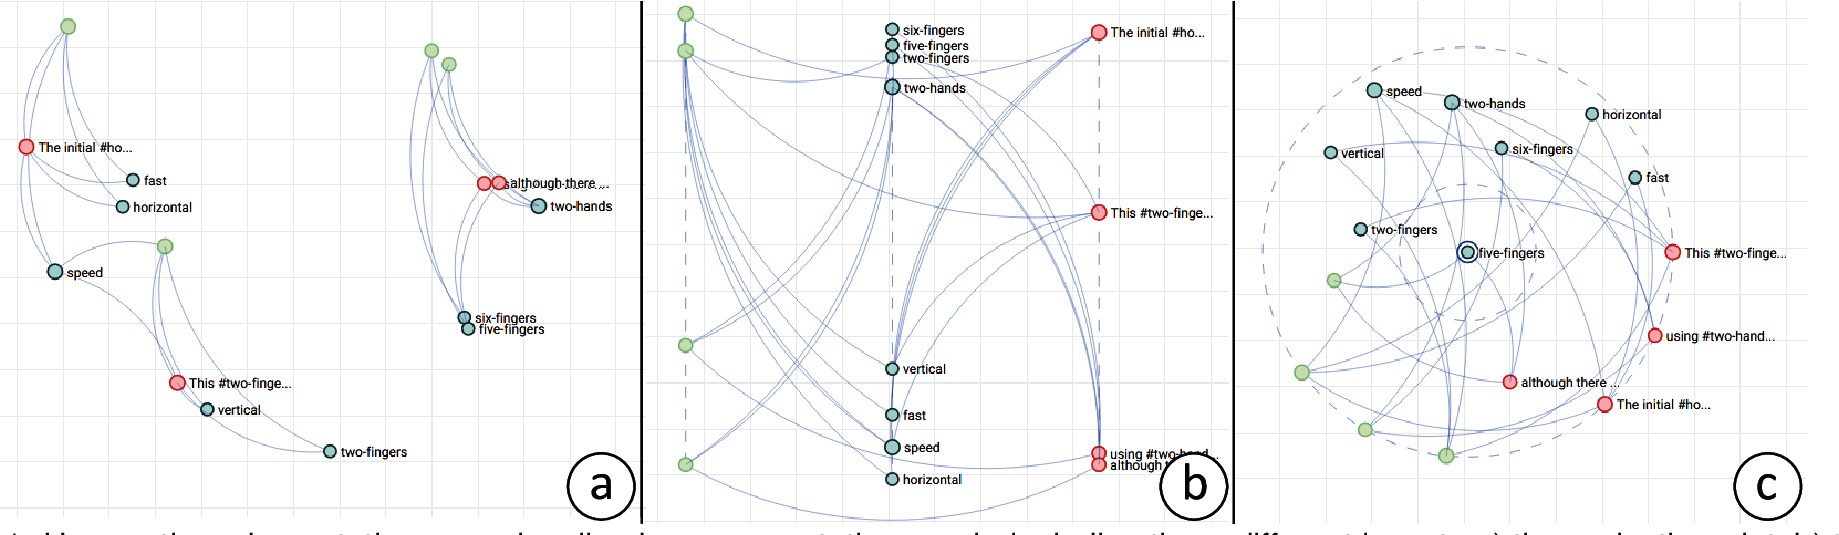 The initial #ho...
fast
horizontal
speed
This #two-finge...
vertical
two-fingers
although there ...
two-hands
six-fingers
five-fingers
a
six-fingers
five-fingers
two-fingers
two-hands
The initial #ho...
This #two-finge...
vertical
fast
speed
horizontal
using #two-hand...
although
b
speed
two-hands
horizontal
vertical
six-fingers
fast
two-fingers
five-fingers
This #two-finge...
using #two-hand...
although there ...
The initial #ho...
c